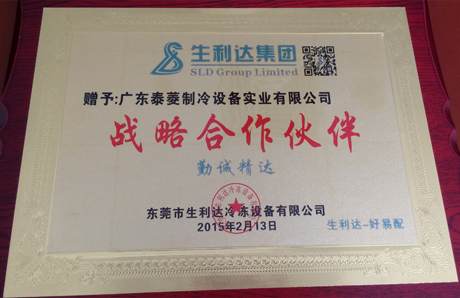 生利达集团
SLD Group Limited
赠予:广东泰菱制冷设备实业有限公司
战略合作伙伴
勤诚精达
东莞市生利达冷冻设备有限公司
2015年2月13日
生利达-好易配